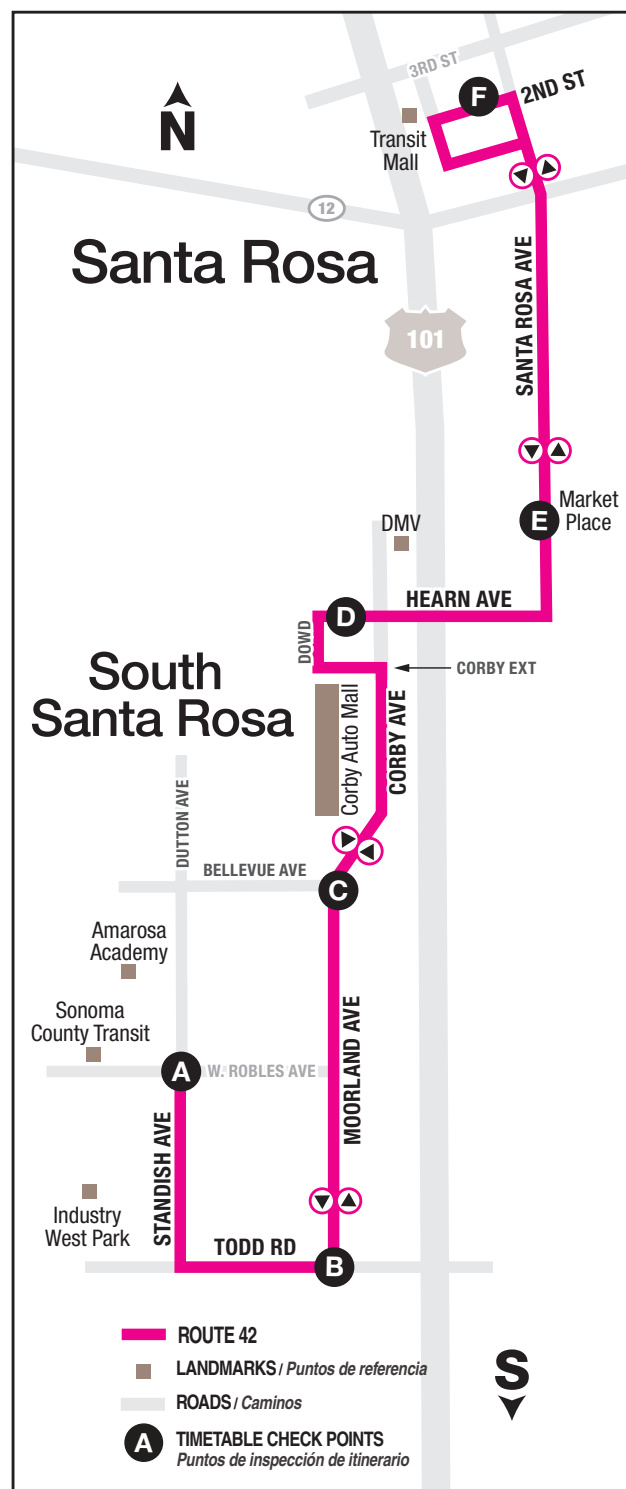 3RD ST
F
2ND ST
N
Transit
Mall
12
Santa Rosa
101
SANTA ROSA AVE
E
Market
Place
DMV
D
HEARN AVE
DOWD
CORBY EXT
South
Santa Rosa
Corby Auto Mall
CORBY AVE
DUTTON AVE
BELLEVUE AVE
C
Amarosa
Academy
Sonoma
County Transit
A
W. ROBLES AVE
MOORLAND AVE
STANDISH AVE
Industry
West Park
TODD RD
B
ROUTE 42
LANDMARKS / Puntos de referencia
ROADS / Caminos
A
TIMETABLE CHECK POINTS
Puntos de inspección de itinerario
S